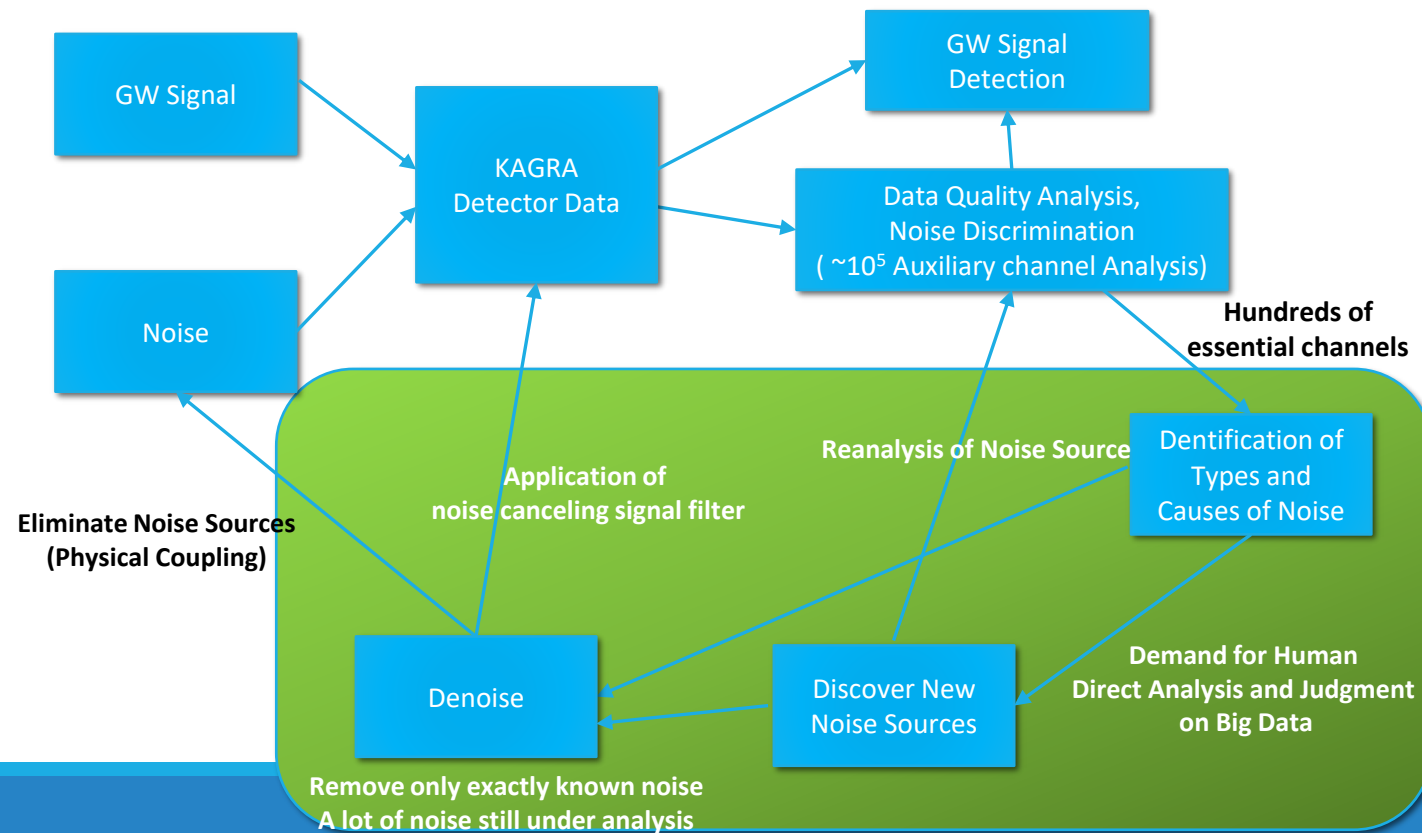 GW Signal
GW Signal
Detection
KAGRA
Detector Data
Data Quality Analysis,
Noise Discrimination
( ~10⁵ Auxiliary channel Analysis)
Noise
Hundreds of
essential channels
Reanalysis of Noise Source
Dentification of
Types and
Causes of Noise
Application of
noise canceling signal filter
Eliminate Noise Sources
(Physical Coupling)
Denoise
Discover New
Noise Sources
Demand for Human
Direct Analysis and Judgment
on Big Data
Remove only exactly known noise
A lot of noise still under analysis